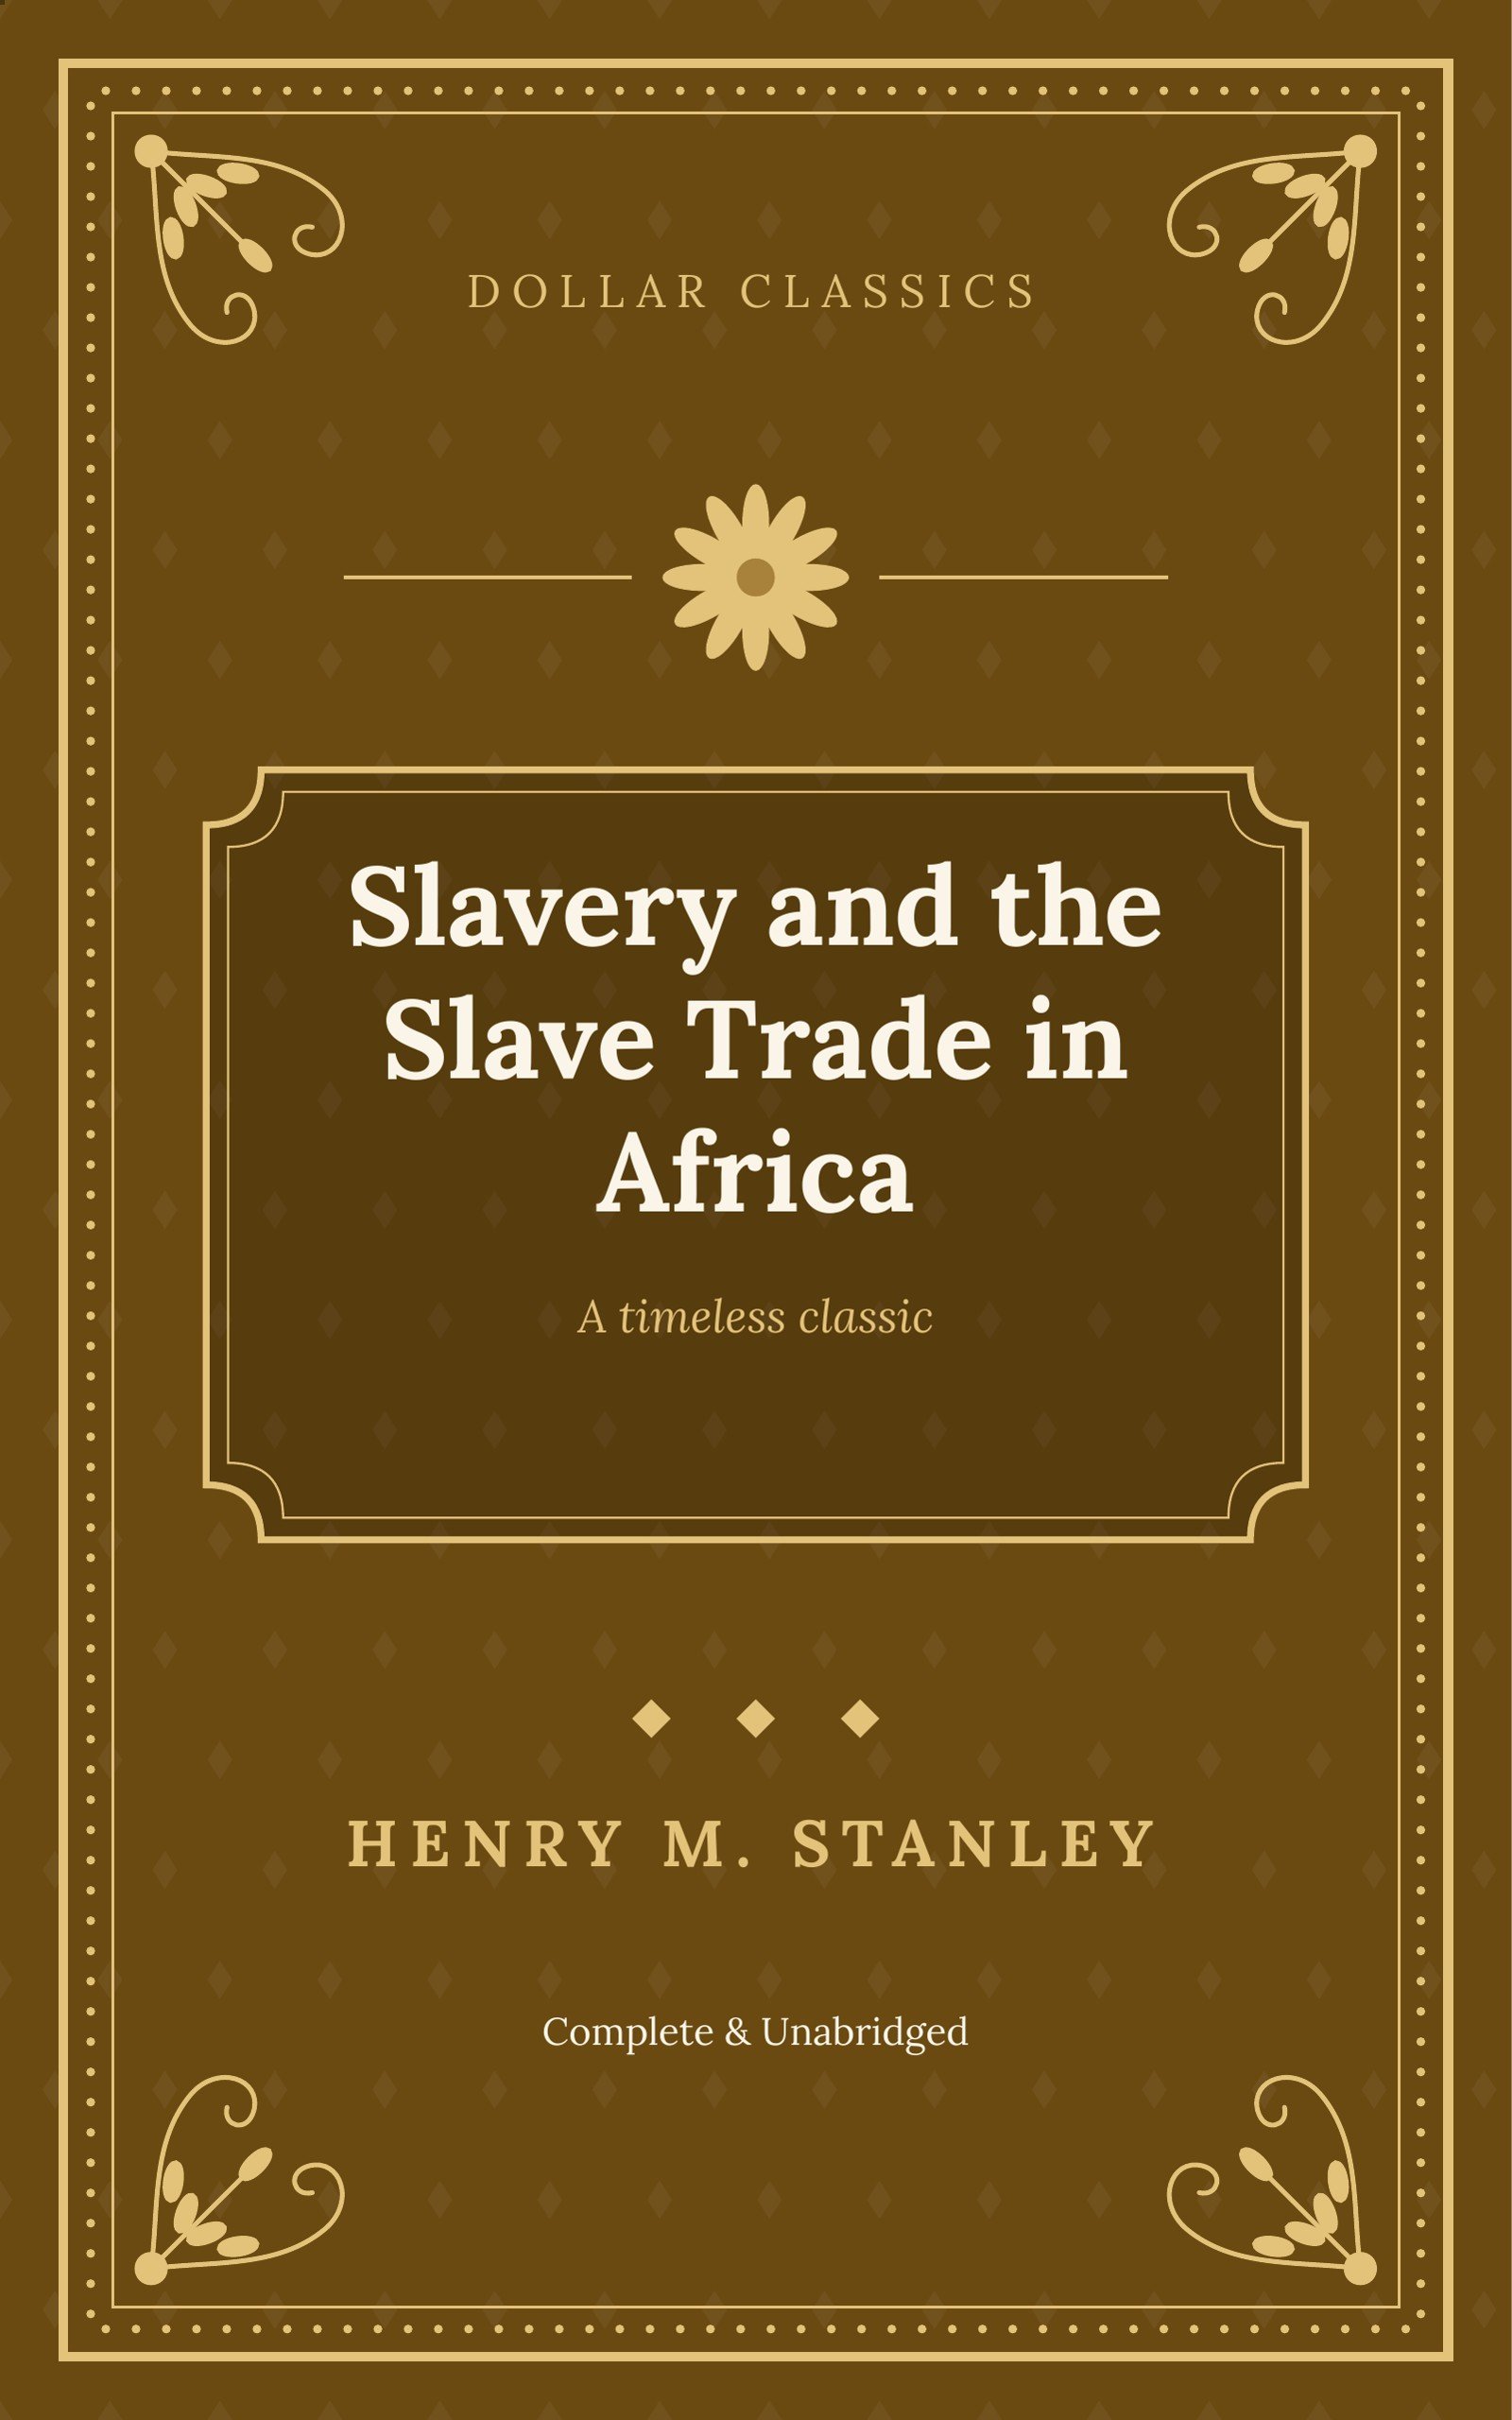 DOLLAR CLASSICS
Slavery and the
Slave Trade in
Africa
A timeless classic
HENRY M. STANLEY
Complete & Unabridged